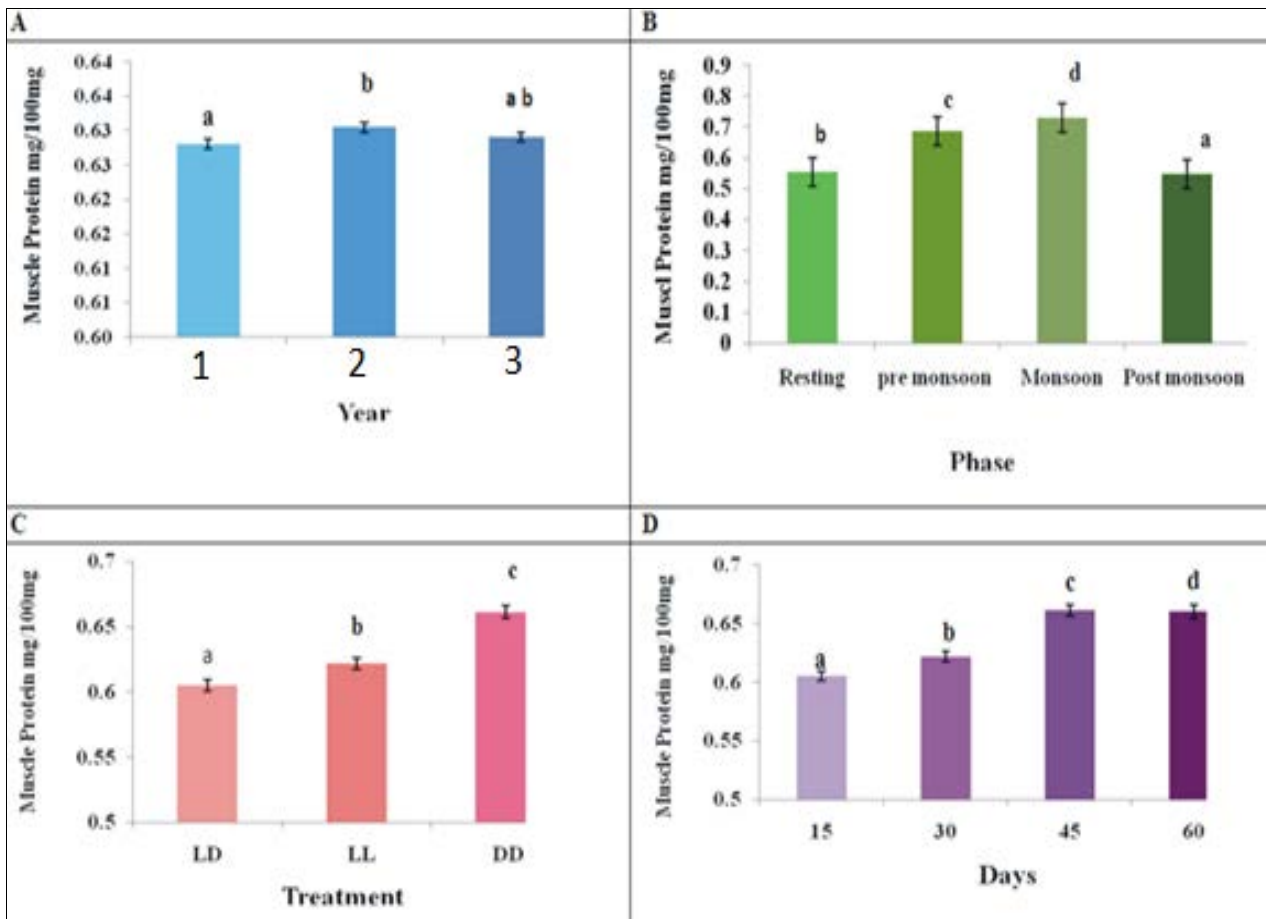 A
Muscle Protein mg/100mg
0.64
0.64
0.63
0.63
0.62
0.62
0.61
0.61
0.60
a
b
a b
1 2 3
Year
B
Muscl Protein mg/100mg
0.9
0.8
0.7
0.6
0.5
0.4
0.3
0.2
0.1
0
b
c
d
a
Resting pre monsoon Monsoon Post monsoon
Phase
C
Muscle Protein mg/100mg
0.7
0.65
0.6
0.55
0.5
a
b
c
LD LL DD
Treatment
D
Muscle Protein mg 100mg
0.7
0.65
0.6
0.55
0.5
a
b
c
d
15 30 45 60
Days